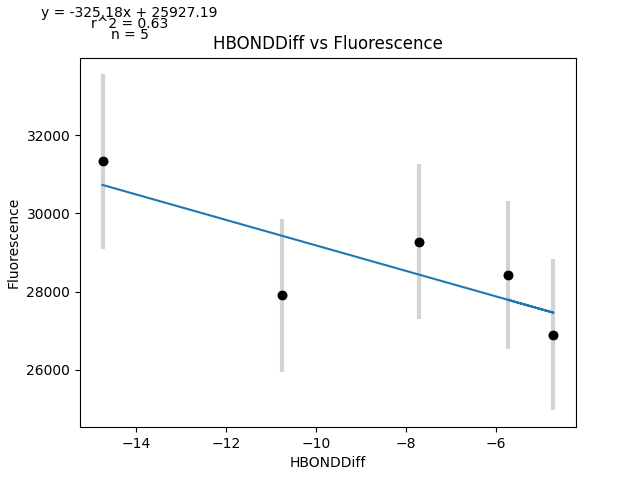 y = -325.18x + 25927.19
r^2 = 0.63
n = 5
HBONDDiff vs Fluorescence
Fluorescence
32000
30000
28000
26000
−14
−12
−10
−8
−6
HBONDDiff